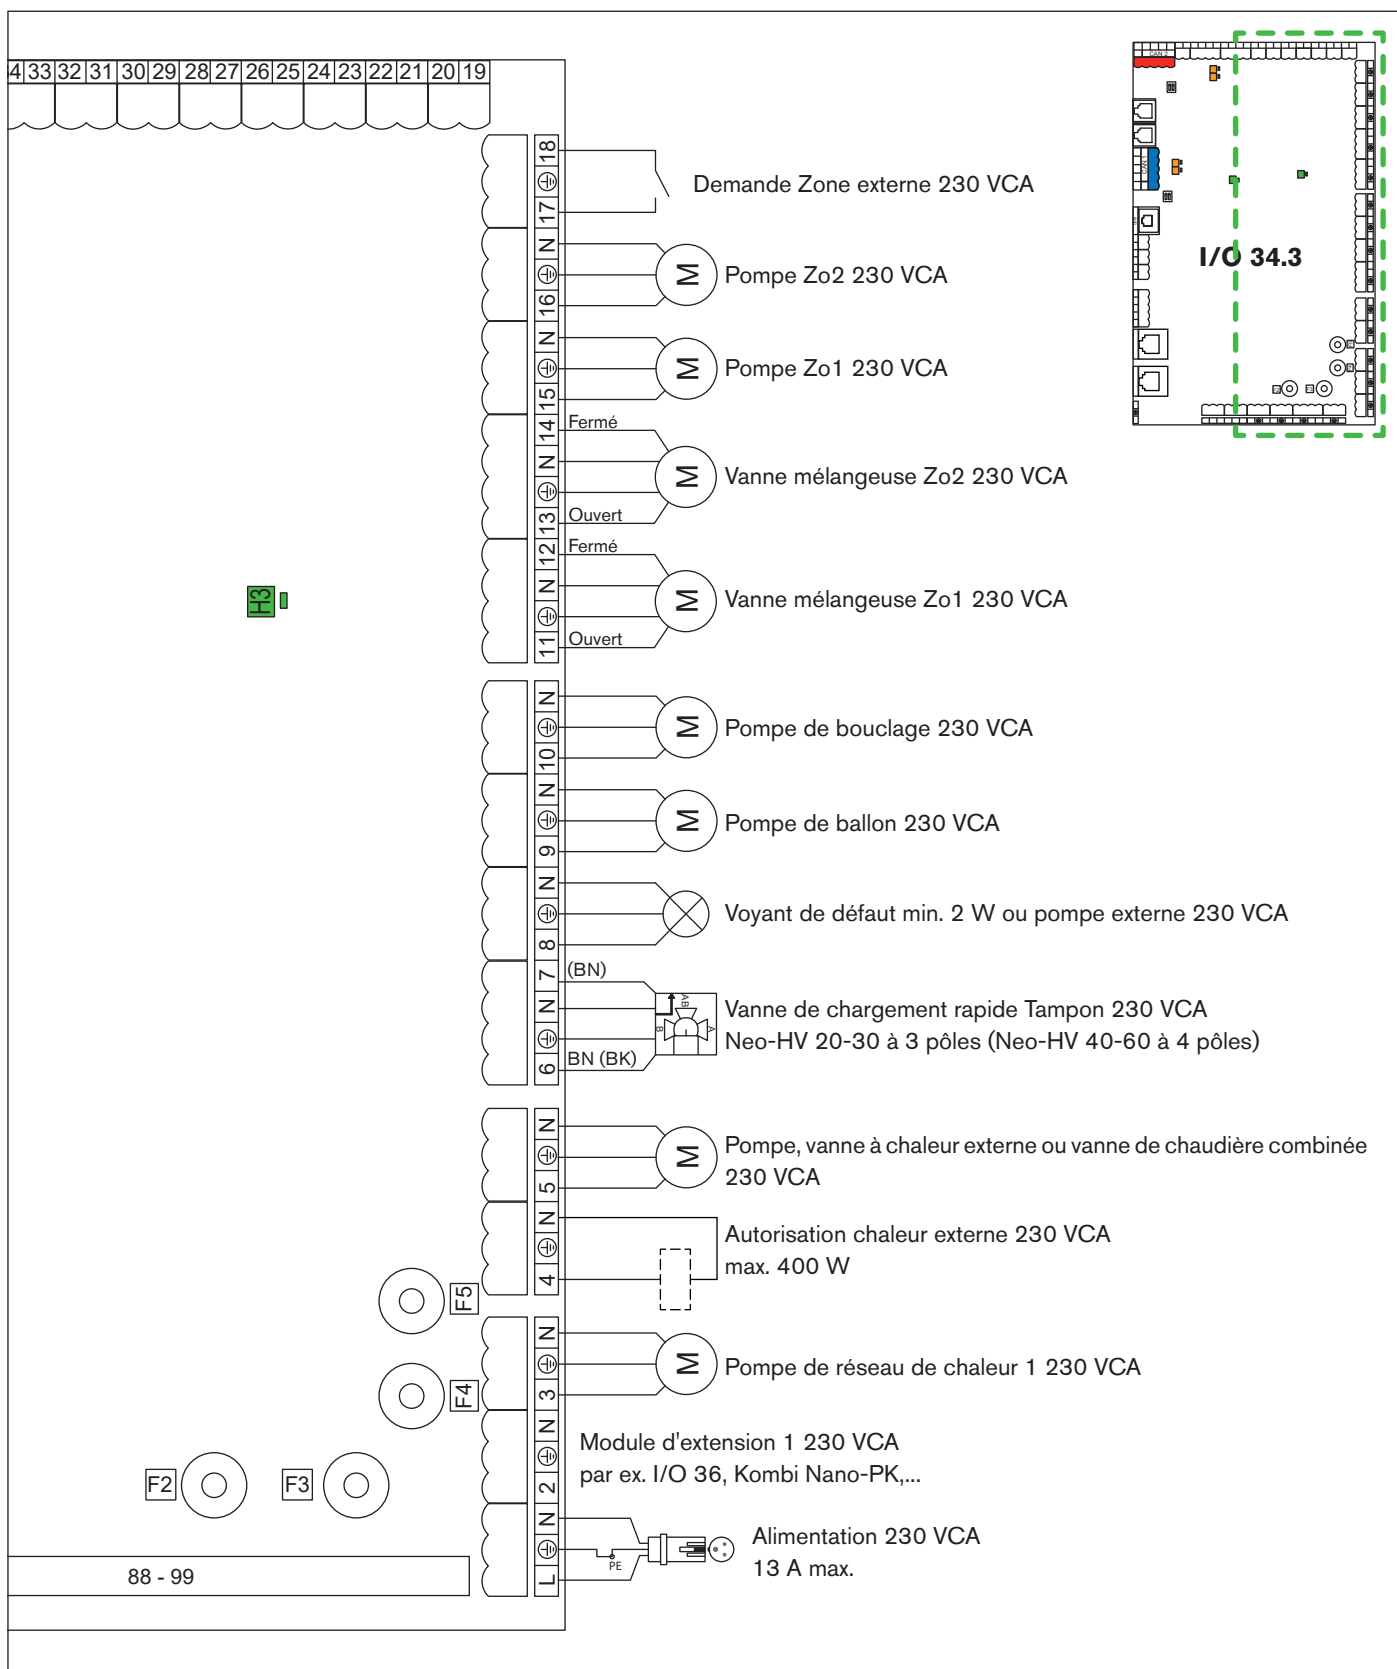 34 33 32 31 30 29 28 27 26 25 24 23 22 21 20 19
CAN 2
CAN 1
I/O 34.3
18
17
Demande Zone externe 230 VCA
N
16
Pompe Zo2 230 VCA
N
15
Pompe Zo1 230 VCA
14
Fermé
N
13
Ouvert
Vanne mélangeuse Zo2 230 VCA
12
Fermé
N
11
Ouvert
Vanne mélangeuse Zo1 230 VCA
H3
N
10
Pompe de bouclage 230 VCA
N
9
Pompe de ballon 230 VCA
N
8
Voyant de défaut min. 2 W ou pompe externe 230 VCA
7
(BN)
N
6
BN (BK)
AB
B
A
Vanne de chargement rapide Tampon 230 VCA
Neo-HV 20-30 à 3 pôles (Neo-HV 40-60 à 4 pôles)
N
5
M
M
M
M
M
M
M
M
Pompe, vanne à chaleur externe ou vanne de chaudière combinée
230 VCA
N
4
Autorisation chaleur externe 230 VCA
max. 400 W
F5
N
3
Pompe de réseau de chaleur 1 230 VCA
F4
N
2
Module d'extension 1 230 VCA
par ex. I/O 36, Kombi Nano-PK,...
F2
F3
N
L
PE
Alimentation 230 VCA
13 A max.
88 - 99